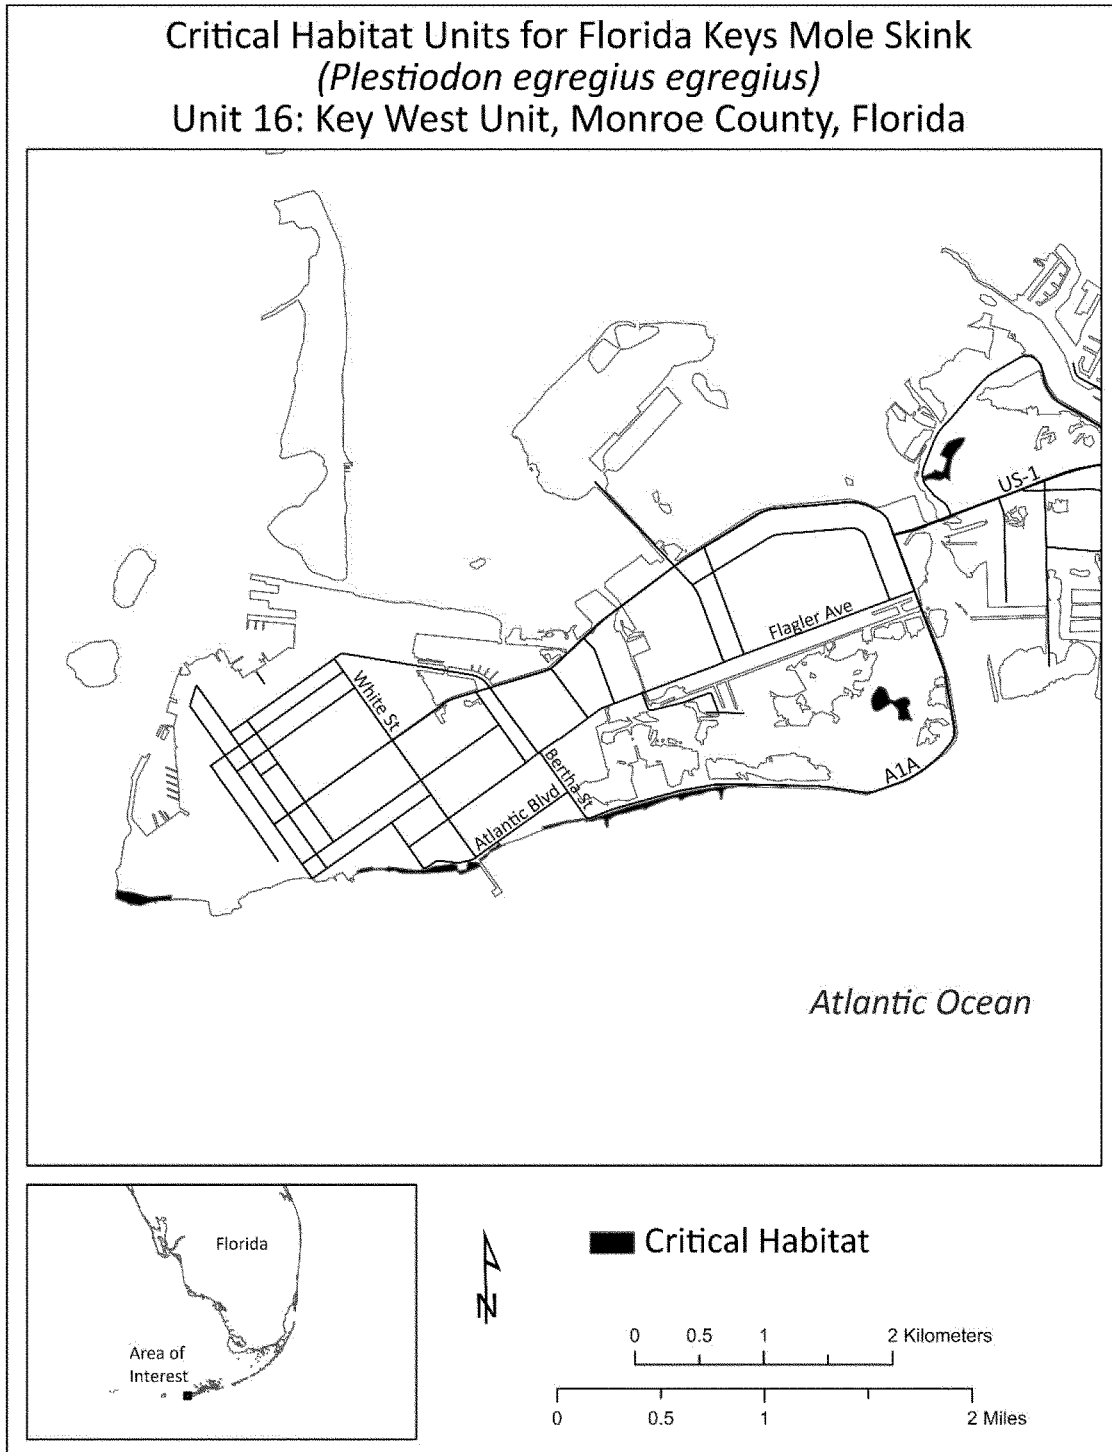 Critical Habitat Units for Florida Keys Mole Skink
(Plestiodon egregius egregius)
Unit 16: Key West Unit, Monroe County, Florida
US-1
Flagler Ave
White St
Bertha St
A1A
Atlantic Blvd
Atlantic Ocean
Florida
Area of
Interest
N
Critical Habitat
0 0.5 1 2 Kilometers
0 0.5 1 2 Miles